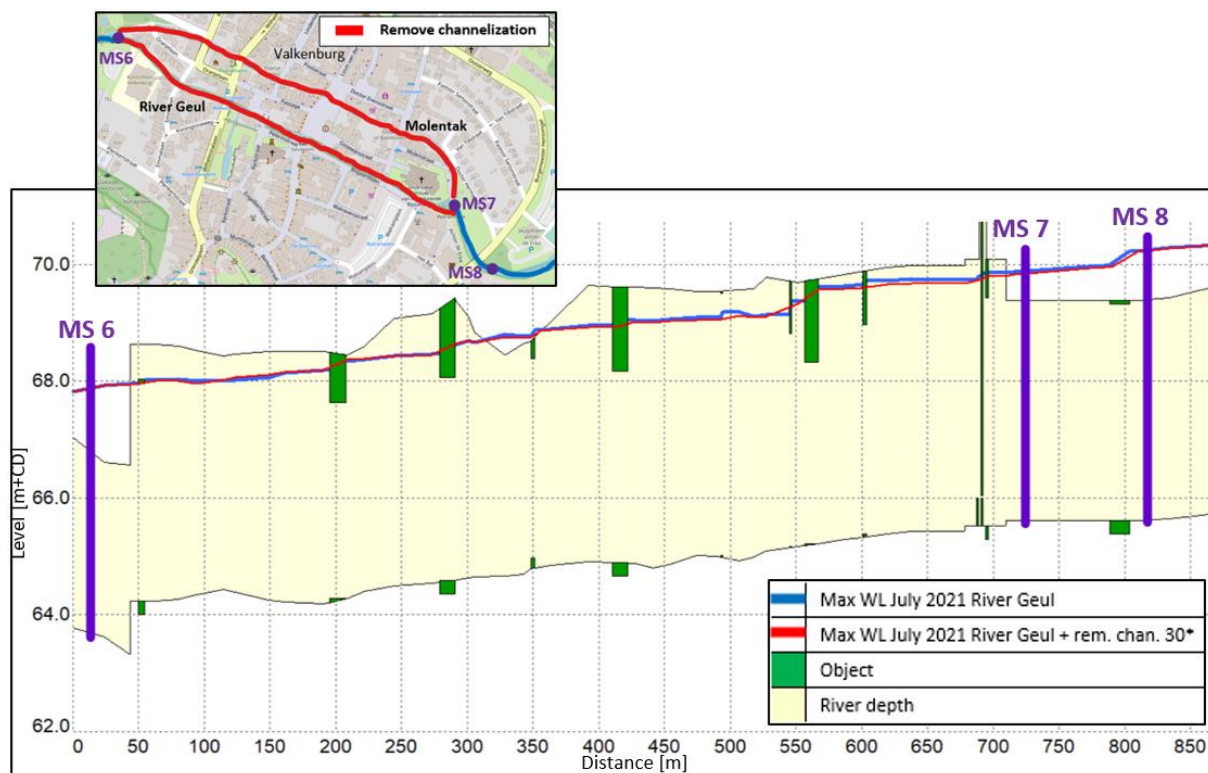 Remove channelization
MS6
Valkenburg
River Geul
Molentak
MS7
MS8
MS 6
MS 7
MS 8
70.0
68.0
66.0
64.0
62.0
Level [m+CD]
0 50 100 150 200 250 300 350 400 450 500 550 600 650 700 750 800 850
Distance [m]
Max WL July 2021 River Geul
Max WL July 2021 River Geul + rem. chan. 30*
Object
River depth